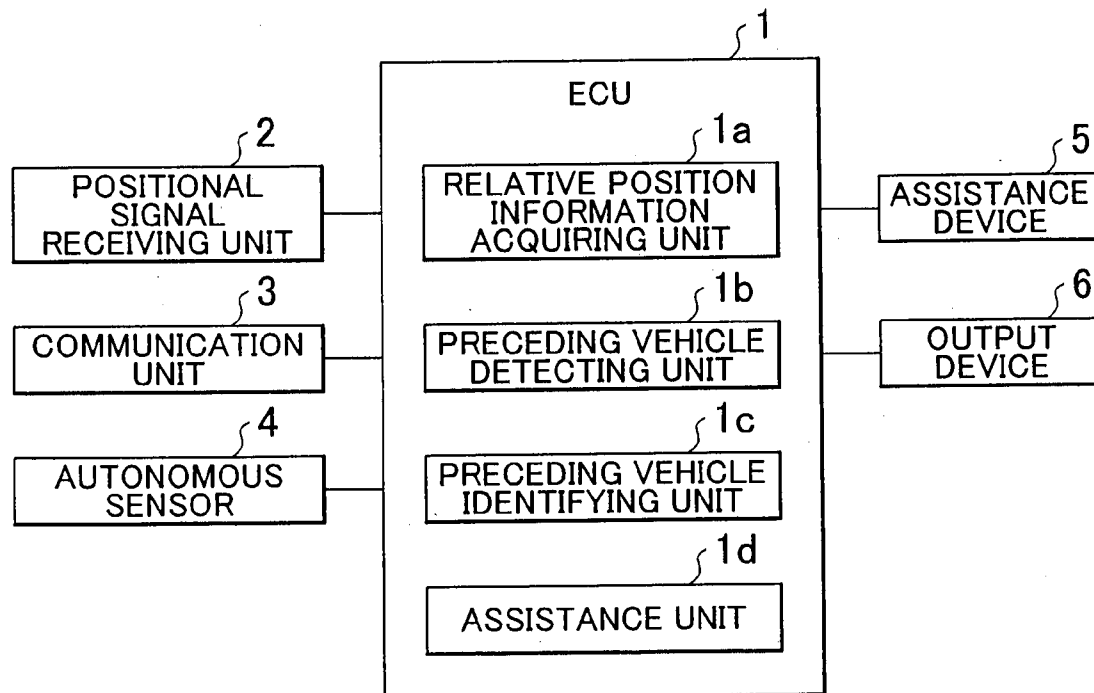 1
ECU
2
POSITIONAL
SIGNAL
RECEIVING UNIT
3
COMMUNICATION
UNIT
4
AUTONOMOUS
SENSOR
1a
RELATIVE POSITION
INFORMATION
ACQUIRING UNIT
1b
PRECEDING VEHICLE
DETECTING UNIT
1c
PRECEDING VEHICLE
IDENTIFYING UNIT
1d
ASSISTANCE UNIT
5
ASSISTANCE
DEVICE
6
OUTPUT
DEVICE